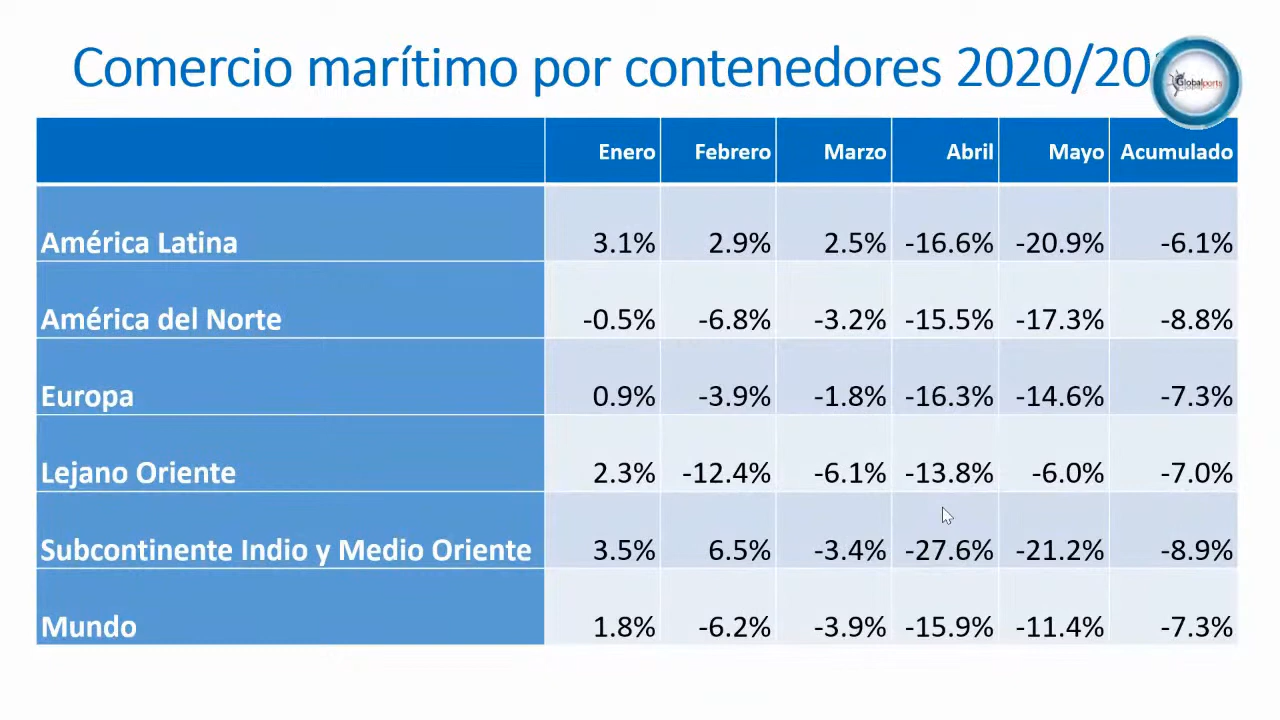 Comercio marítimo por contenedores 2020/20
Globalports
Enero Febrero Marzo Abril Mayo Acumulado
América Latina 3.1% 2.9% 2.5% -16.6% -20.9% -6.1%
América del Norte -0.5% -6.8% -3.2% -15.5% -17.3% -8.8%
Europa 0.9% -3.9% -1.8% -16.3% -14.6% -7.3%
Lejano Oriente 2.3% -12.4% -6.1% -13.8% -6.0% -7.0%
Subcontinente Indio y Medio Oriente 3.5% 6.5% -3.4% -27.6% -21.2% -8.9%
Mundo 1.8% -6.2% -3.9% -15.9% -11.4% -7.3%